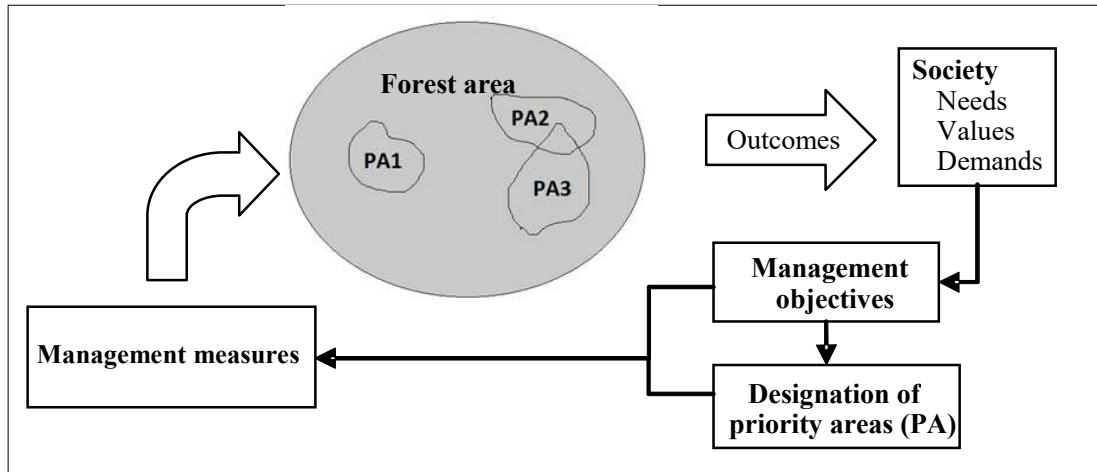 Forest area
PA1
PA2
PA3
Outcomes
Society
Needs
Values
Demands
Management
objectives
Designation of
priority areas (PA)
Management measures